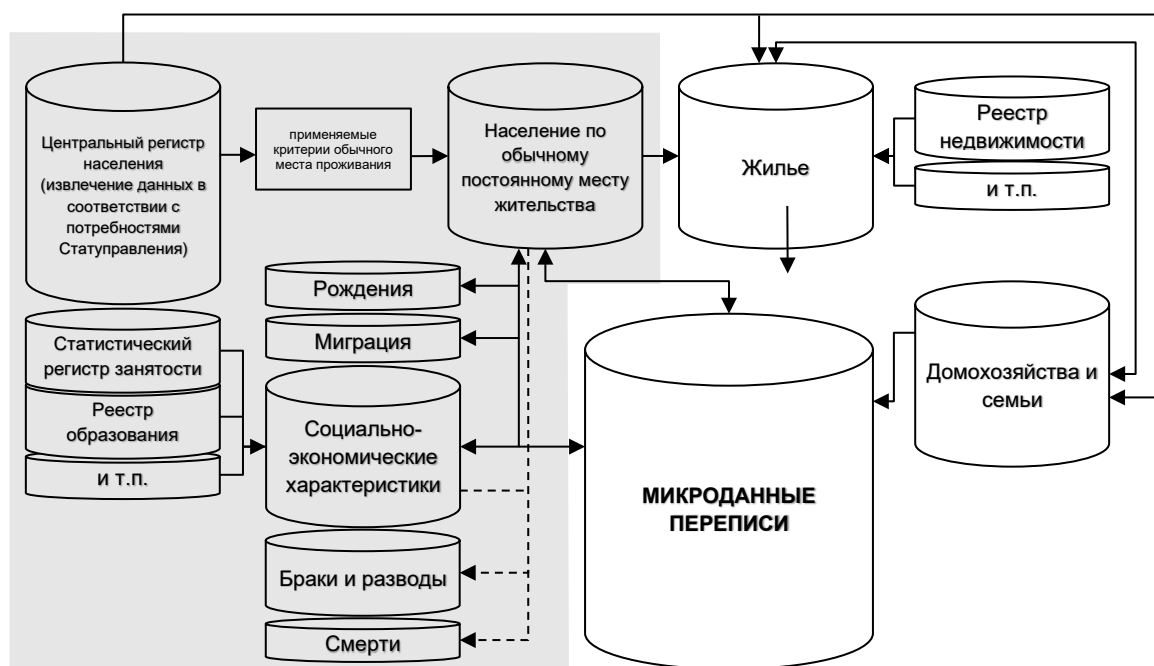 Центральный регистр
населения
(извлечение данных в
соответствии с
потребностями
Статуправления)
применяемые
критерии обычного
места проживания
Население по
обычному
постоянному месту
жительства
Жилье
Реестр
недвижимости
и т.п.
Рождения
Миграция
Статистический
регистр занятости
Реестр
образования
и т.п.
Социально-
экономические
характеристики
Браки и разводы
Смерти
МИКРОДАННЫЕ
ПЕРЕПИСИ
Домохозяйства и
семьи